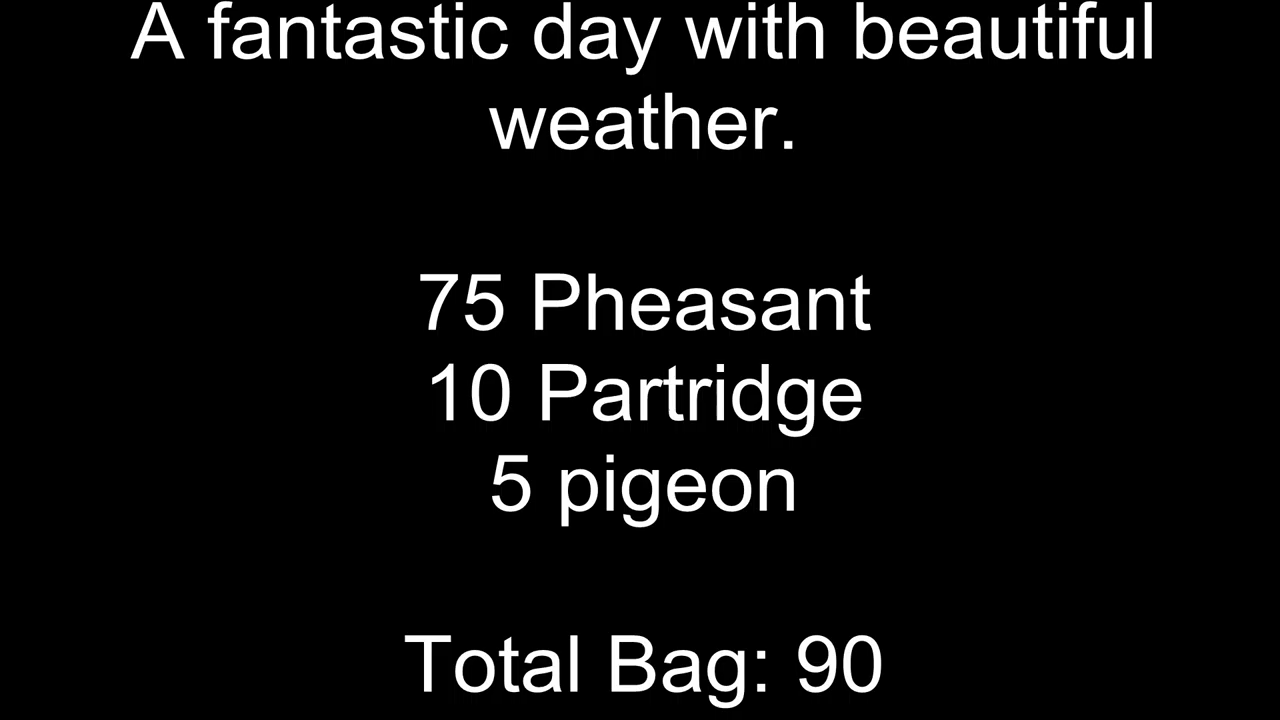 A fantastic day with beautiful
weather.
75 Pheasant
10 Partridge
5 pigeon
Total Bag: 90